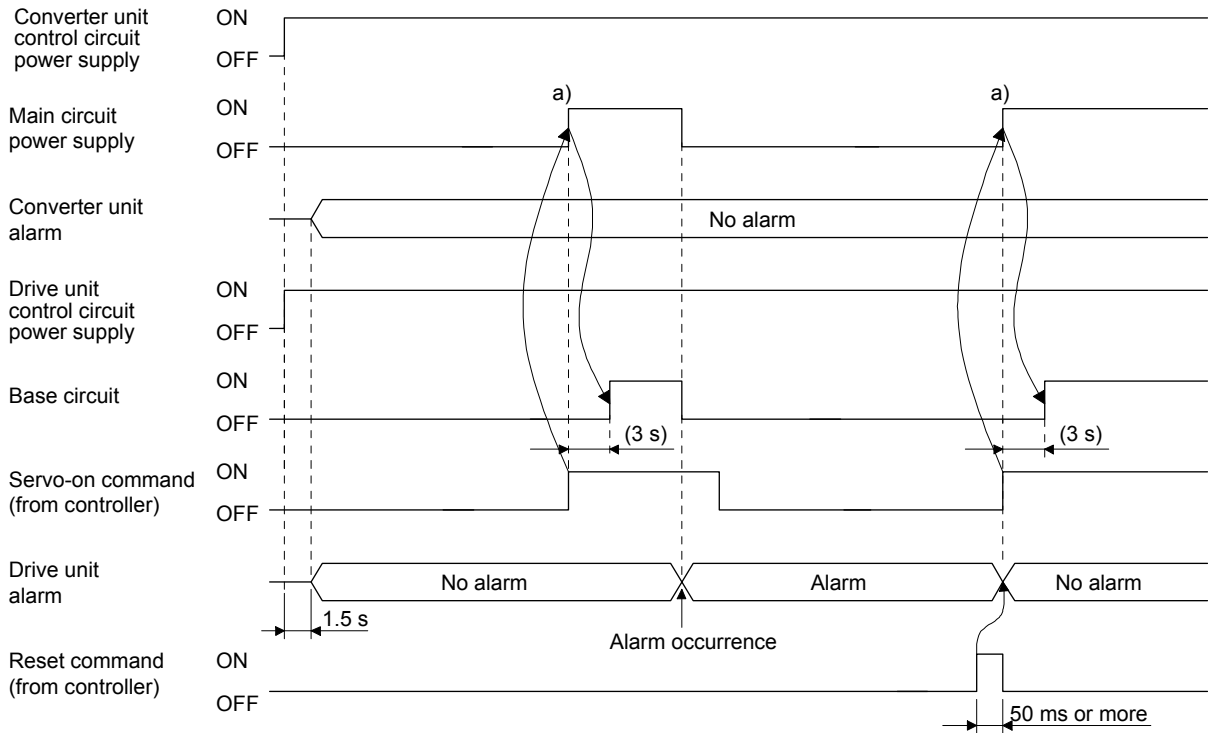 Converter unit
control circuit
power supply
ON
OFF
Main circuit
power supply
ON
OFF
a)
a)
Converter unit
alarm
No alarm
Drive unit
control circuit
power supply
ON
OFF
Base circuit
ON
OFF
(3 s)
(3 s)
Servo-on command
(from controller)
ON
OFF
Drive unit
alarm
No alarm
Alarm
No alarm
1.5 s
Alarm occurrence
Reset command
(from controller)
ON
OFF
50 ms or more